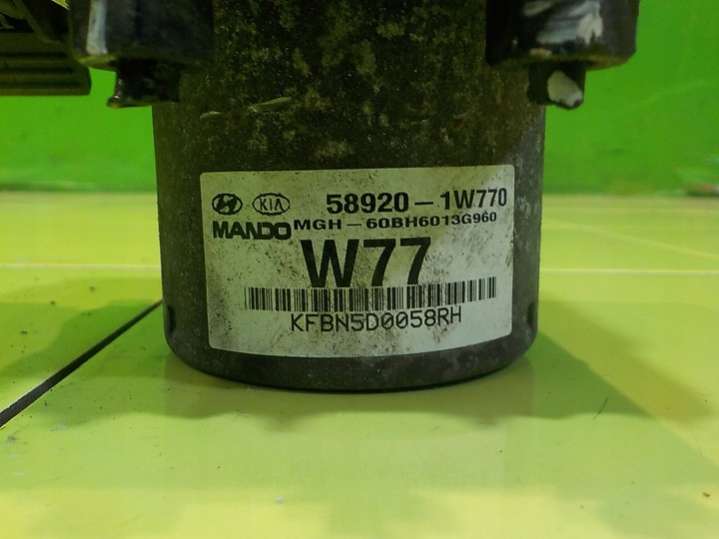 KIA 58920-1W770
MANDO MGH-60BH6013G960
W77
KFBN5D0058RH